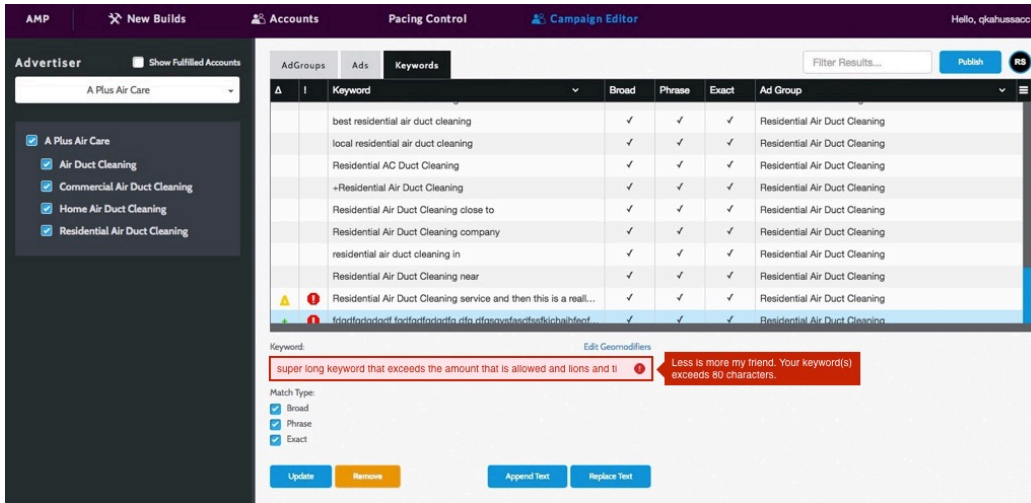 AMP New Builds Accounts Pacing Control Campaign Editor Hello, qkahussacc
Advertiser Show Fulfilled Accounts
A Plus Air Care
A Plus Air Care
Air Duct Cleaning
Commercial Air Duct Cleaning
Home Air Duct Cleaning
Residential Air Duct Cleaning
AdGroups Ads Keywords Filter Results... Publish RS
Δ ! Keyword Broad Phrase Exact Ad Group
best residential air duct cleaning ✓ ✓ ✓ Residential Air Duct Cleaning
local residential air duct cleaning ✓ ✓ ✓ Residential Air Duct Cleaning
Residential AC Duct Cleaning ✓ ✓ ✓ Residential Air Duct Cleaning
+Residential Air Duct Cleaning ✓ ✓ ✓ Residential Air Duct Cleaning
Residential Air Duct Cleaning close to ✓ ✓ ✓ Residential Air Duct Cleaning
Residential Air Duct Cleaning company ✓ ✓ ✓ Residential Air Duct Cleaning
residential air duct cleaning in ✓ ✓ ✓ Residential Air Duct Cleaning
Residential Air Duct Cleaning near ✓ ✓ ✓ Residential Air Duct Cleaning
Δ ! Residential Air Duct Cleaning service and then this is a reall... ✓ ✓ ✓ Residential Air Duct Cleaning
+ ! ✓ ✓ ✓ Residential Air Duct Cleaning
Keyword: Edit Geomodifiers
super long keyword that exceeds the amount that is allowed and lions and ti !
Less is more my friend. Your keyword(s)
exceeds 80 characters.
Match Type:
Broad
Phrase
Exact
Update Remove Append Text Replace Text